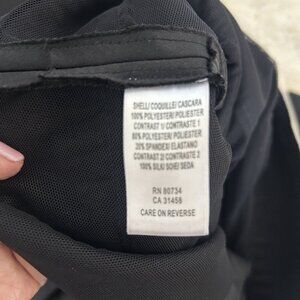 SHELL/ COQUILLE/ CASCARA
100% POLYESTER/ POLIESTER
CONTRAST 1/ CONTRASTE 1
80% POLYESTER/ POLIESTER
20% SPANDEX/ ELASTANO
CONTRAST 2/ CONTRASTE 2
100% SILK/ SOIE/ SEDA
RN 80734
CA 31458
CARE ON REVERSE